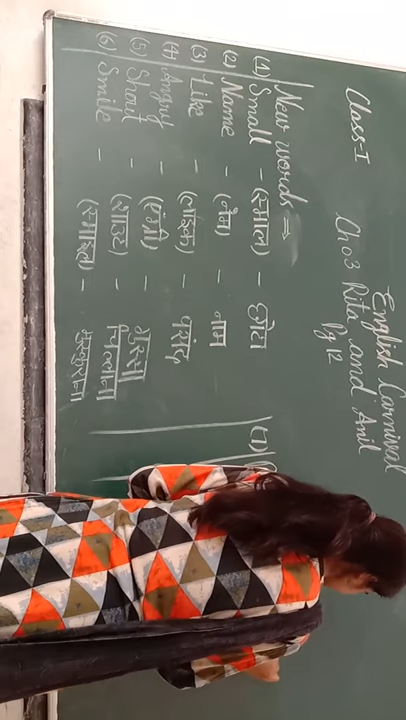 English Carnival
Class-I Ch 03 Rita and Anil
Pg 12
New words ⇒
(1) Small - (स्माल) - छोटा
(2) Name - (नेम) - नाम
(3) Like - (लाइक) - पसंद
(4) Angry - (एंग्री) - गुस्सा
(5) Shout - (शाउट) - चिल्लाना
(6) Smile - (स्माइल) - मुस्कुराना
(7)